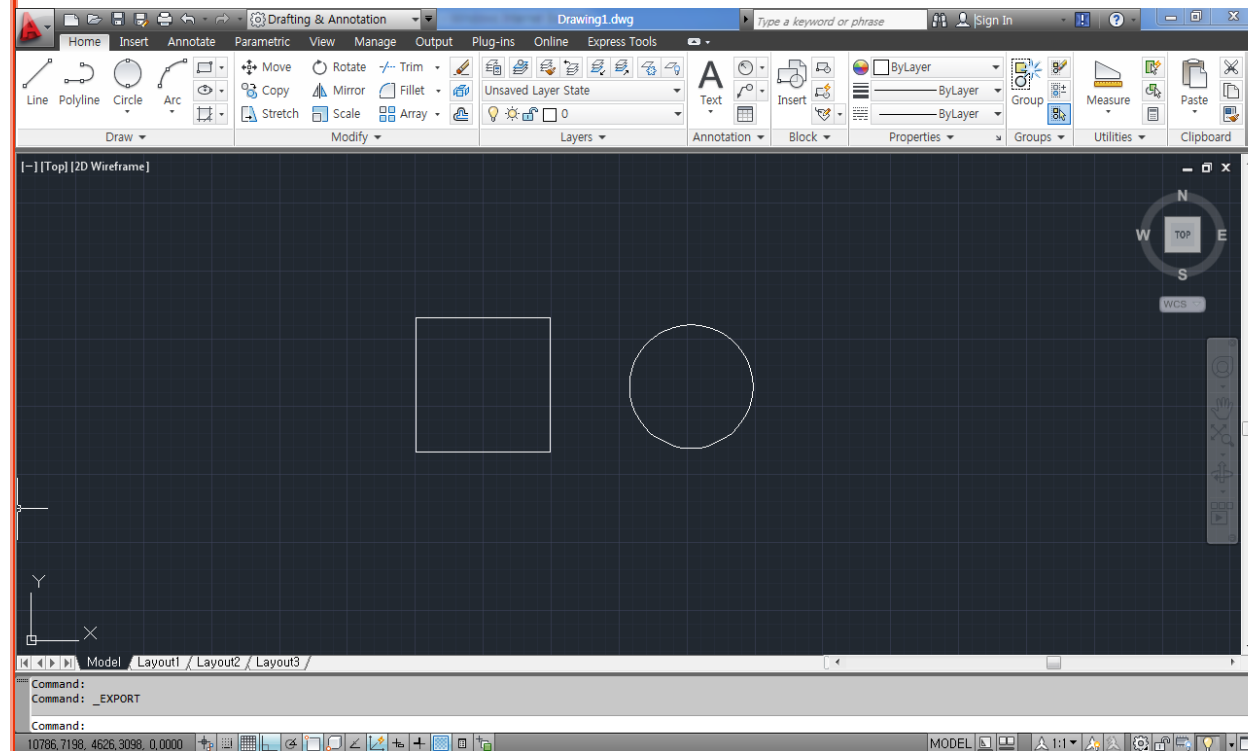 Drafting & Annotation Drawing1.dwg Type a keyword or phrase Sign In
Home Insert Annotate Parametric View Manage Output Plug-ins Online Express Tools
Line Polyline Circle Arc
Move Rotate Trim
Copy Mirror Fillet
Stretch Scale Array
Unsaved Layer State
0
A
Text
Insert
ByLayer
ByLayer
ByLayer
Group
Measure
Paste
Draw Modify Layers Annotation Block Properties Groups Utilities Clipboard
[−] [Top] [2D Wireframe]
N
W TOP E
S
WCS
Y
X
Model Layout1 Layout2 Layout3
Command:
Command: _EXPORT
Command:
10786,7198, 4626,3098, 0,0000 MODEL 1:1